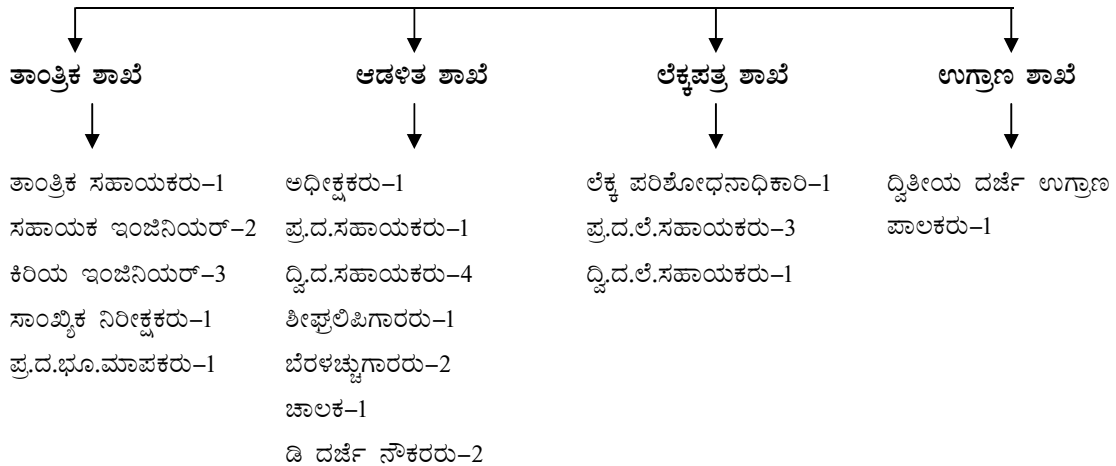 ತಾಂತ್ರಿಕ ಶಾಖೆ
ತಾಂತ್ರಿಕ ಸಹಾಯಕರು–1
ಸಹಾಯಕ ಇಂಜಿನಿಯರ್–2
ಕಿರಿಯ ಇಂಜಿನಿಯರ್–3
ಸಾಂಖ್ಯಿಕ ನಿರೀಕ್ಷಕರು–1
ಪ್ರ.ದ.ಭೂ.ಮಾಪಕರು–1
ಆಡಳಿತ ಶಾಖೆ
ಅಧೀಕ್ಷಕರು–1
ಪ್ರ.ದ.ಸಹಾಯಕರು–1
ದ್ವಿ.ದ.ಸಹಾಯಕರು–4
ಶೀಘ್ರಲಿಪಿಗಾರರು–1
ಬೆರಳಚ್ಚುಗಾರರು–2
ಚಾಲಕ–1
ಡಿ ದರ್ಜೆ ನೌಕರರು–2
ಲೆಕ್ಕಪತ್ರ ಶಾಖೆ
ಲೆಕ್ಕ ಪರಿಶೋಧನಾಧಿಕಾರಿ–1
ಪ್ರ.ದ.ಲೆ.ಸಹಾಯಕರು–3
ದ್ವಿ.ದ.ಲೆ.ಸಹಾಯಕರು–1
ಉಗ್ರಾಣ ಶಾಖೆ
ದ್ವಿತೀಯ ದರ್ಜೆ ಉಗ್ರಾಣ
ಪಾಲಕರು–1